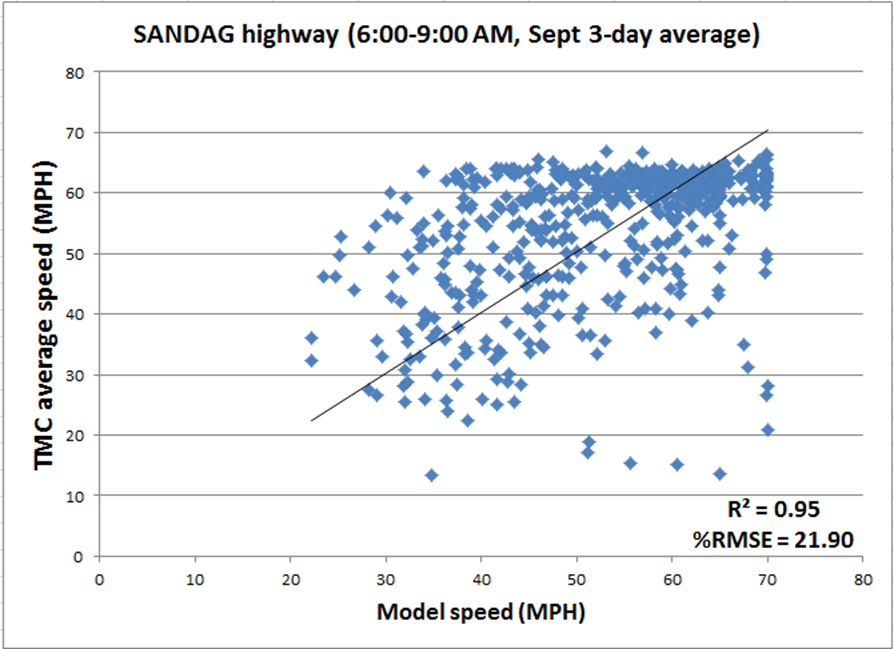 SANDAG highway (6:00-9:00 AM, Sept 3-day average)
80
70
60
50
40
30
20
10
0
TMC average speed (MPH)
R² = 0.95
%RMSE = 21.90
0 10 20 30 40 50 60 70 80
Model speed (MPH)